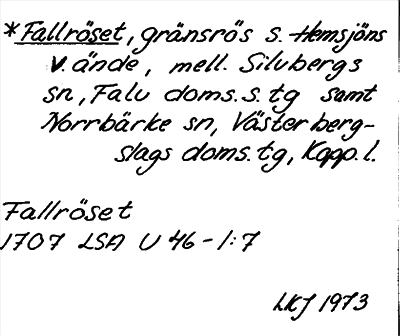 *Fallröset, gränsrös s. Hemsjöns
v. ände, mell. Silvbergs
sn, Falu doms. s. tg samt
Norrbärke sn, Västerberg-
slags doms. tg, Kopp. l.
Fallröset
1707 LSA U 46-1:7
LKJ 1973